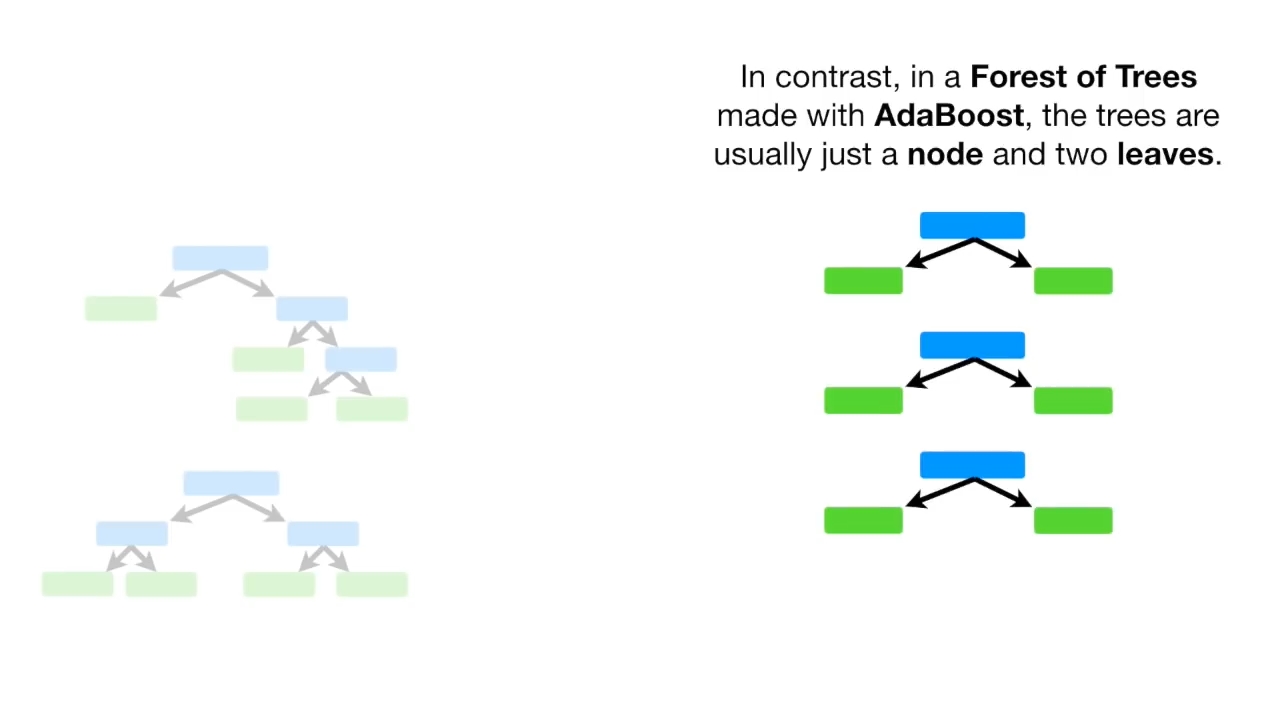 In contrast, in a Forest of Trees
made with AdaBoost, the trees are
usually just a node and two leaves.